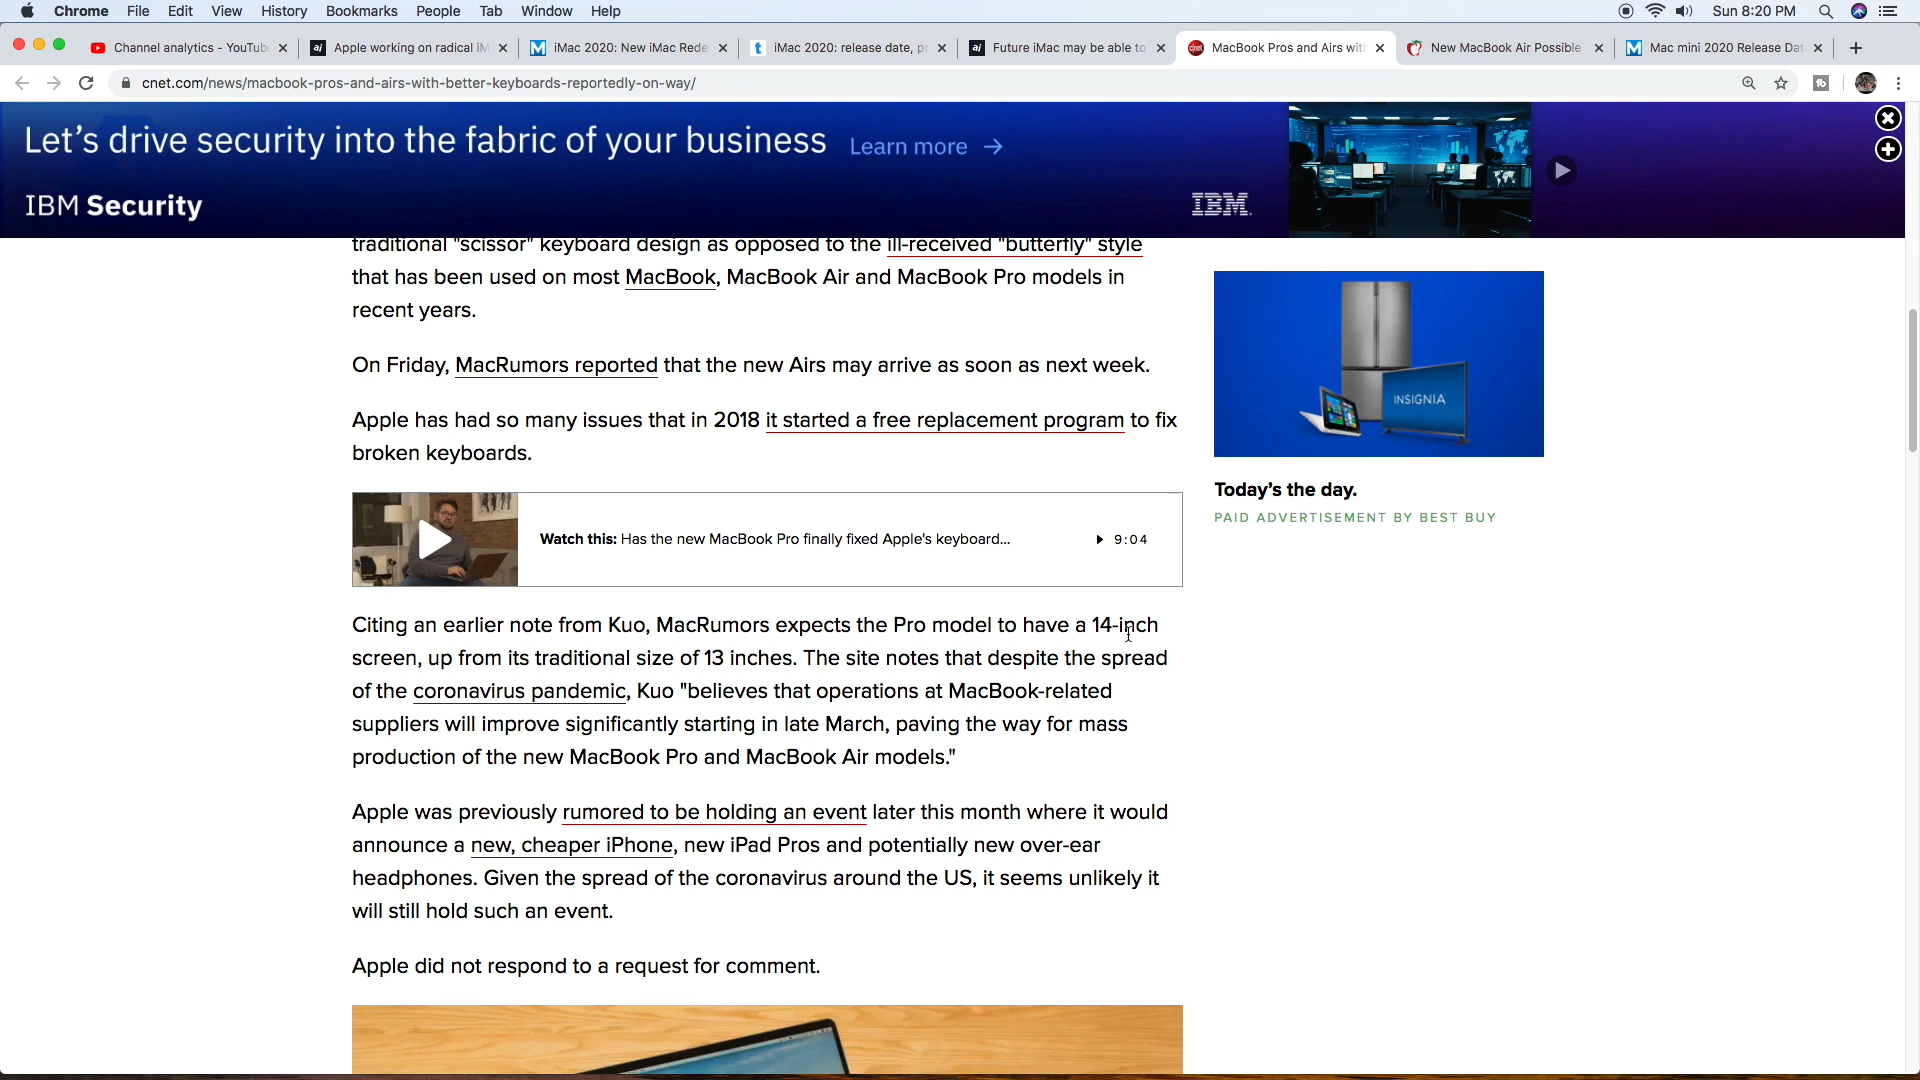 Chrome File Edit View History Bookmarks People Tab Window Help Sun 8:20 PM
Channel analytics - YouTub
Apple working on radical iM
iMac 2020: New iMac Rede
iMac 2020: release date, pr
Future iMac may be able to
MacBook Pros and Airs with
New MacBook Air Possible
Mac mini 2020 Release Dat
cnet.com/news/macbook-pros-and-airs-with-better-keyboards-reportedly-on-way/
Let's drive security into the fabric of your business Learn more →
IBM Security
IBM
traditional "scissor" keyboard design as opposed to the ill-received "butterfly" style
that has been used on most MacBook, MacBook Air and MacBook Pro models in
recent years.
On Friday, MacRumors reported that the new Airs may arrive as soon as next week.
Apple has had so many issues that in 2018 it started a free replacement program to fix
broken keyboards.
Watch this: Has the new MacBook Pro finally fixed Apple's keyboard... 9:04
Citing an earlier note from Kuo, MacRumors expects the Pro model to have a 14-inch
screen, up from its traditional size of 13 inches. The site notes that despite the spread
of the coronavirus pandemic, Kuo "believes that operations at MacBook-related
suppliers will improve significantly starting in late March, paving the way for mass
production of the new MacBook Pro and MacBook Air models."
Apple was previously rumored to be holding an event later this month where it would
announce a new, cheaper iPhone, new iPad Pros and potentially new over-ear
headphones. Given the spread of the coronavirus around the US, it seems unlikely it
will still hold such an event.
Apple did not respond to a request for comment.
INSIGNIA
Today's the day.
PAID ADVERTISEMENT BY BEST BUY